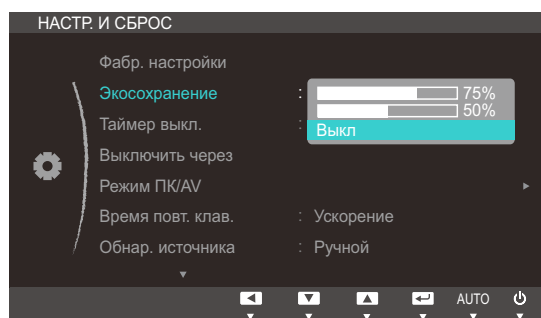 НАСТР. И СБРОС
Фабр. настройки
Экосохранение : 75%
50%
Таймер выкл. : Выкл
Выключить через
Режим ПК/AV
Время повт. клав. : Ускорение
Обнар. источника : Ручной
AUTO